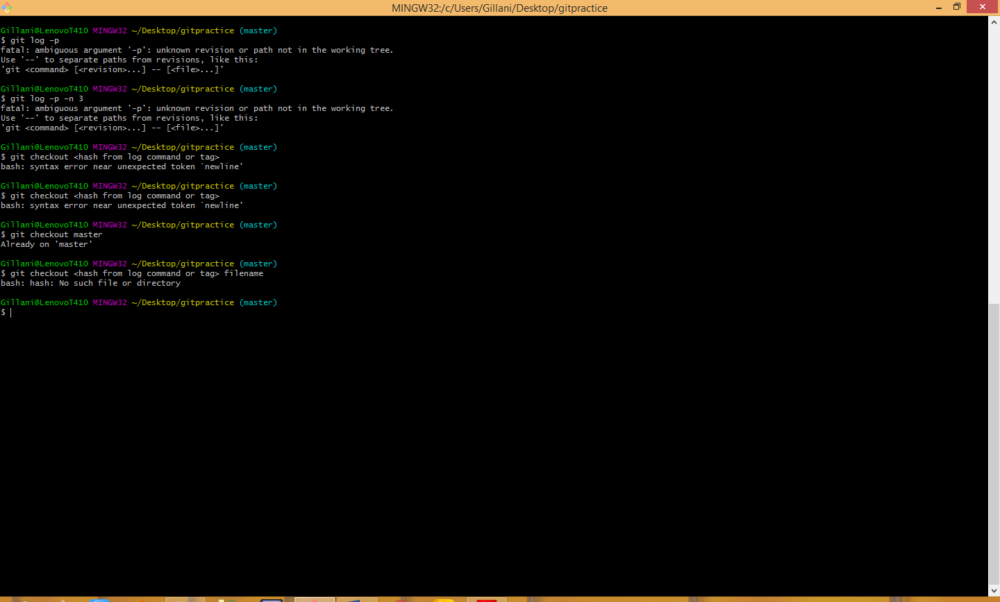 MINGW32:/c/Users/Gillani/Desktop/gitpractice
Gillani@LenovoT410 MINGW32 ~/Desktop/gitpractice (master)
$ git log –p
fatal: ambiguous argument '–p': unknown revision or path not in the working tree.
Use '--' to separate paths from revisions, like this:
'git <command> [<revision>...] -- [<file>...]'
Gillani@LenovoT410 MINGW32 ~/Desktop/gitpractice (master)
$ git log –p –n 3
fatal: ambiguous argument '–p': unknown revision or path not in the working tree.
Use '--' to separate paths from revisions, like this:
'git <command> [<revision>...] -- [<file>...]'
Gillani@LenovoT410 MINGW32 ~/Desktop/gitpractice (master)
$ git checkout <hash from log command or tag>
bash: syntax error near unexpected token `newline'
Gillani@LenovoT410 MINGW32 ~/Desktop/gitpractice (master)
$ git checkout <hash from log command or tag>
bash: syntax error near unexpected token `newline'
Gillani@LenovoT410 MINGW32 ~/Desktop/gitpractice (master)
$ git checkout master
Already on 'master'
Gillani@LenovoT410 MINGW32 ~/Desktop/gitpractice (master)
$ git checkout <hash from log command or tag> filename
bash: hash: No such file or directory
Gillani@LenovoT410 MINGW32 ~/Desktop/gitpractice (master)
$